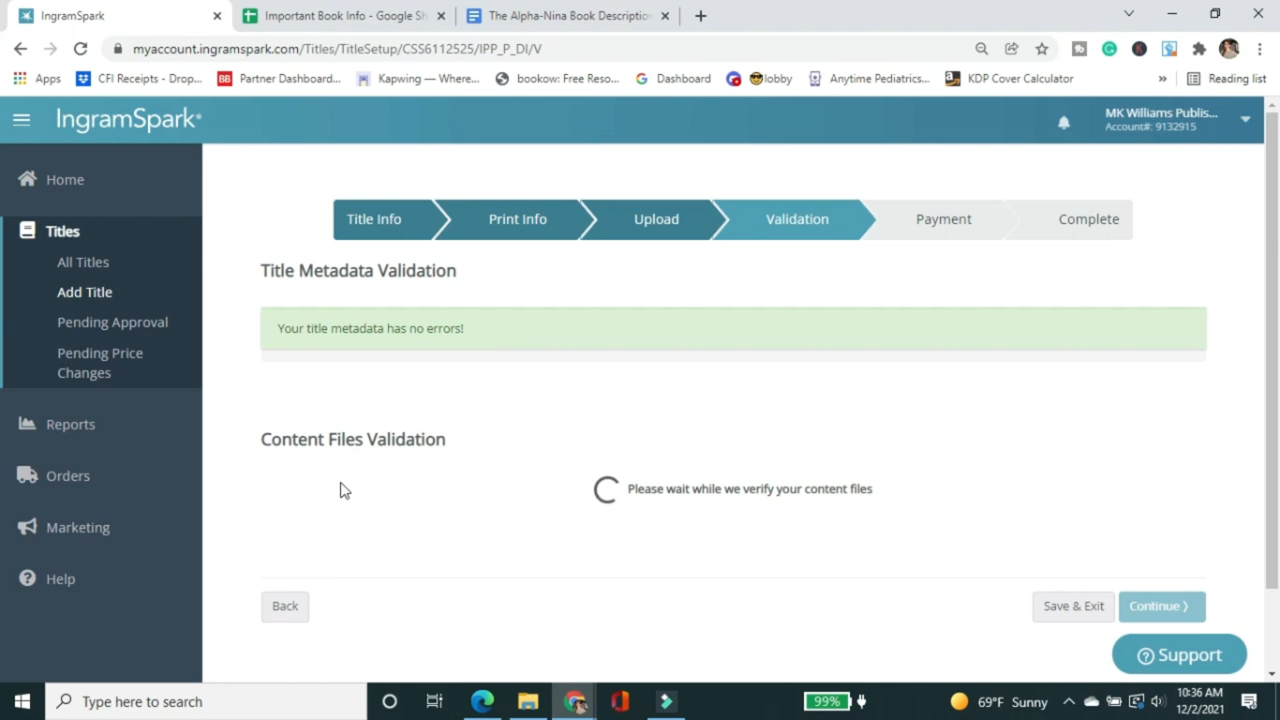 IngramSpark
Important Book Info - Google Sh
The Alpha-Nina Book Description
myaccount.ingramspark.com/Titles/TitleSetup/CSS6112525/IPP_P_DI/V
Apps
CFI Receipts - Drop...
BB Partner Dashboard...
Kapwing — Where...
bookow: Free Reso...
Dashboard
lobby
Anytime Pediatrics...
KDP Cover Calculator
»
Reading list
IngramSpark®
MK Williams Publis...
Account#: 9132915
Home
Titles
All Titles
Add Title
Pending Approval
Pending Price
Changes
Reports
Orders
Marketing
Help
Title Info
Print Info
Upload
Validation
Payment
Complete
Title Metadata Validation
Your title metadata has no errors!
Content Files Validation
Please wait while we verify your content files
Back
Save & Exit
Continue ⟩
Support
Type here to search
99%
69°F Sunny
10:36 AM
12/2/2021